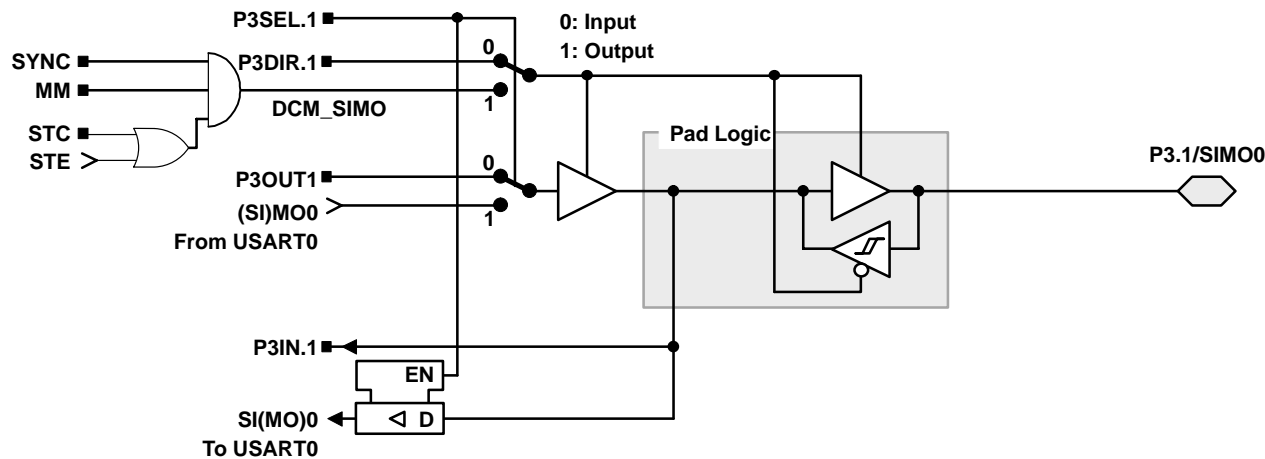 P3SEL.1
0: Input
1: Output
SYNC
P3DIR.1
0
MM
1
DCM_SIMO
STC
STE
Pad Logic
P3.1/SIMO0
P3OUT1
0
(SI)MO0
1
From USART0
P3IN.1
EN
SI(MO)0
D
To USART0